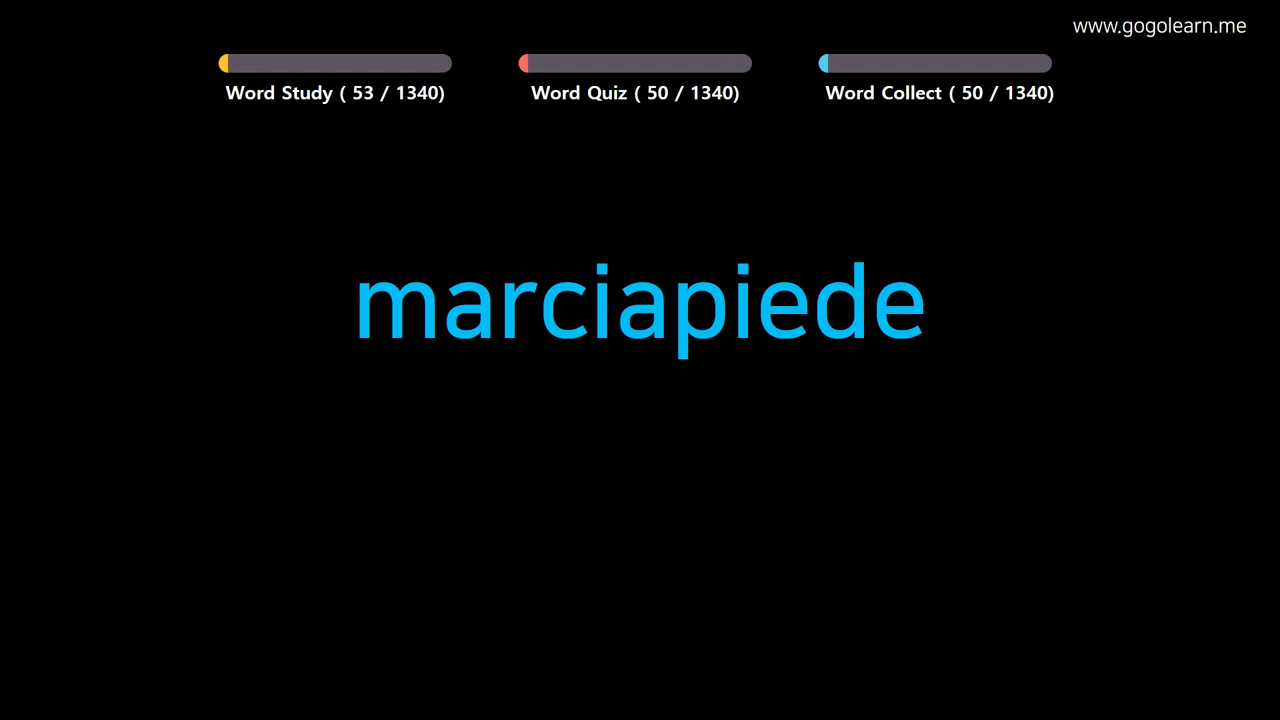 www.gogolearn.me
Word Study ( 53 / 1340)
Word Quiz ( 50 / 1340)
Word Collect ( 50 / 1340)
marciapiede